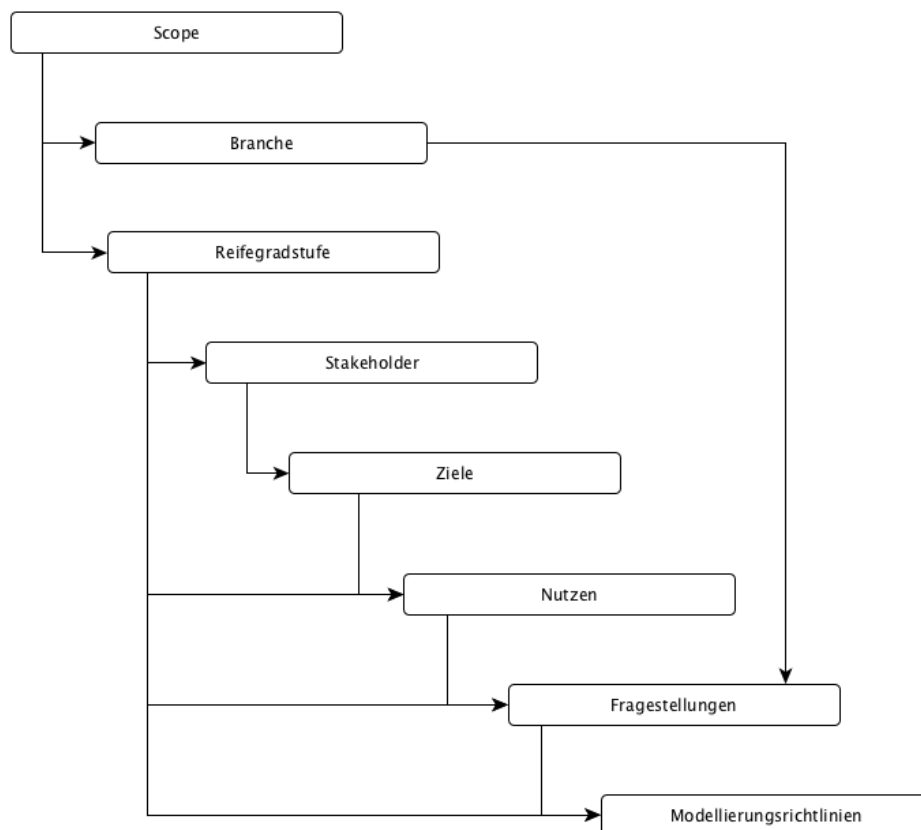 Scope
Branche
Reifegradstufe
Stakeholder
Ziele
Nutzen
Fragestellungen
Modellierungsrichtlinien